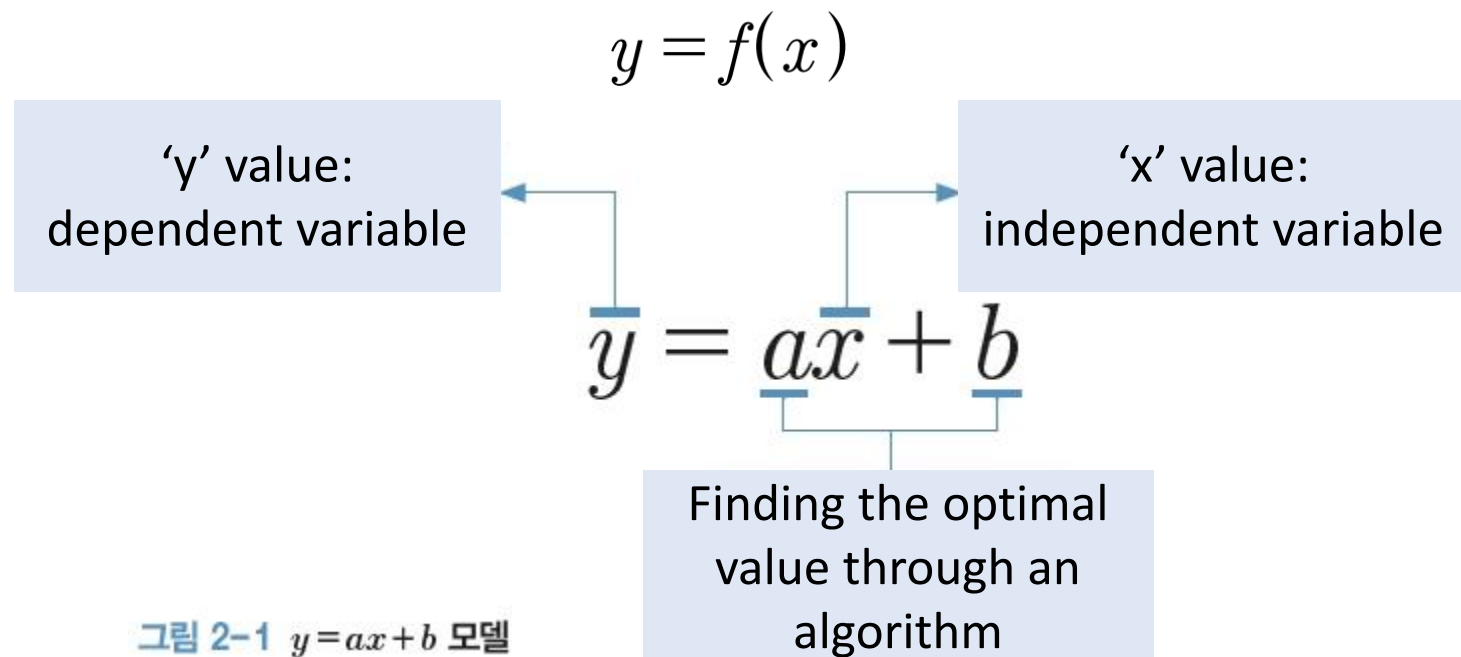 y = f(x)
‘y’ value:
dependent variable
‘x’ value:
independent variable
y = ax + b
Finding the optimal
value through an
algorithm
그림 2-1 y=ax+b 모델